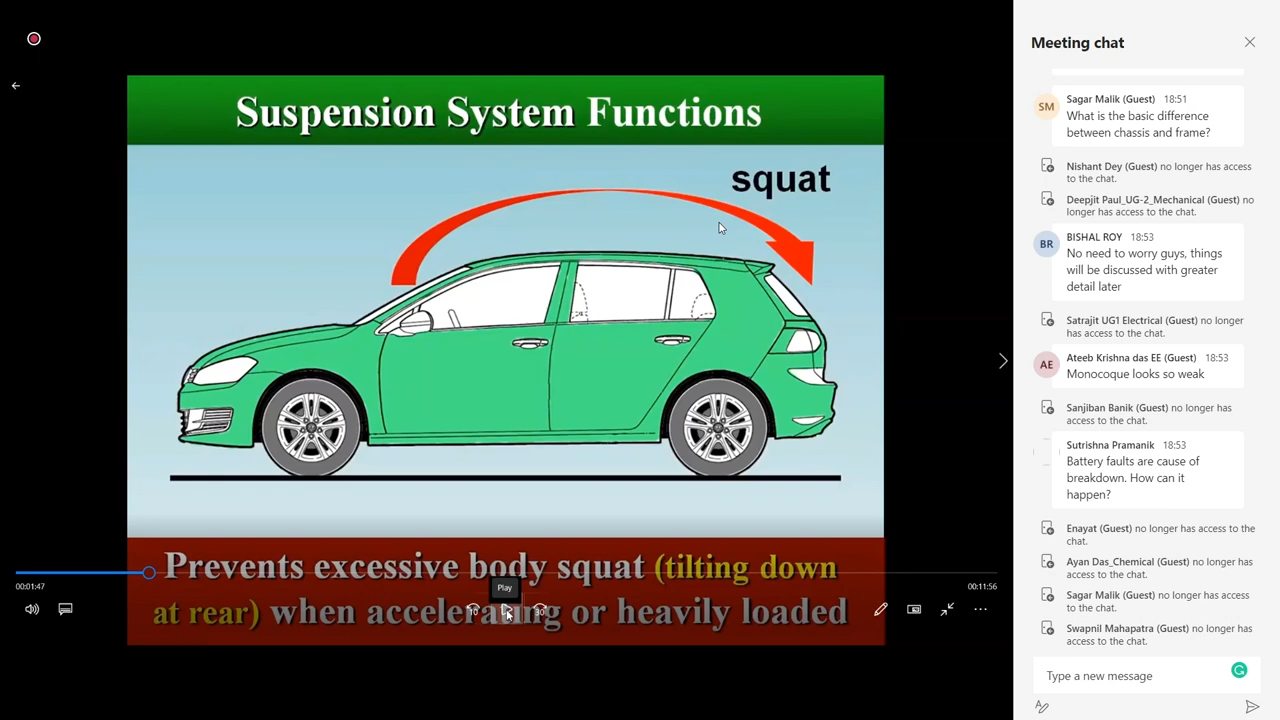 Suspension System Functions
squat
Prevents excessive body squat (tilting down
at rear) when accelerating or heavily loaded
Play
00:01:47
00:11:56
10
30
Meeting chat
SM
Sagar Malik (Guest) 18:51
What is the basic difference
between chassis and frame?
Nishant Dey (Guest) no longer has access
to the chat.
Deepjit Paul_UG-2_Mechanical (Guest) no
longer has access to the chat.
BR
BISHAL ROY 18:53
No need to worry guys, things
will be discussed with greater
detail later
Satrajit UG1 Electrical (Guest) no longer
has access to the chat.
AE
Ateeb Krishna das EE (Guest) 18:53
Monocoque looks so weak
Sanjiban Banik (Guest) no longer has
access to the chat.
Sutrishna Pramanik 18:53
Battery faults are cause of
breakdown. How can it
happen?
Enayat (Guest) no longer has access to the
chat.
Ayan Das_Chemical (Guest) no longer has
access to the chat.
Sagar Malik (Guest) no longer has access
to the chat.
Swapnil Mahapatra (Guest) no longer has
access to the chat.
Type a new message